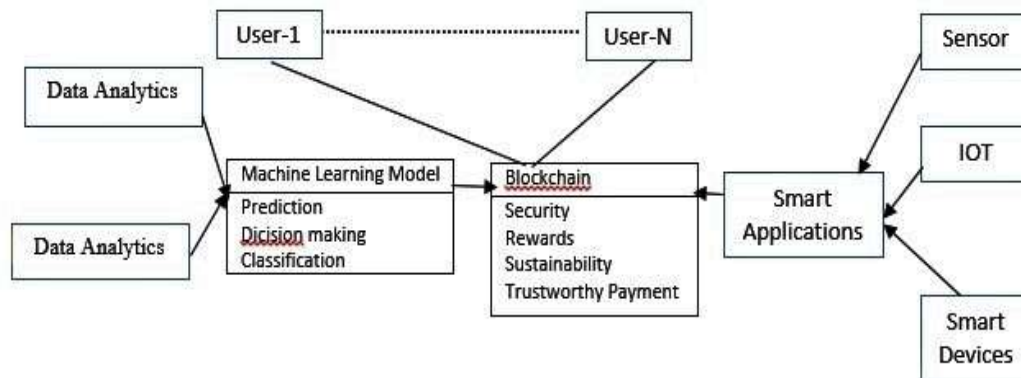 User-1
User-N
Sensor
Data Analytics
IOT
Machine Learning Model
Prediction
Dicision making
Classification
Blockchain
Security
Rewards
Sustainability
Trustworthy Payment
Smart
Applications
Data Analytics
Smart
Devices